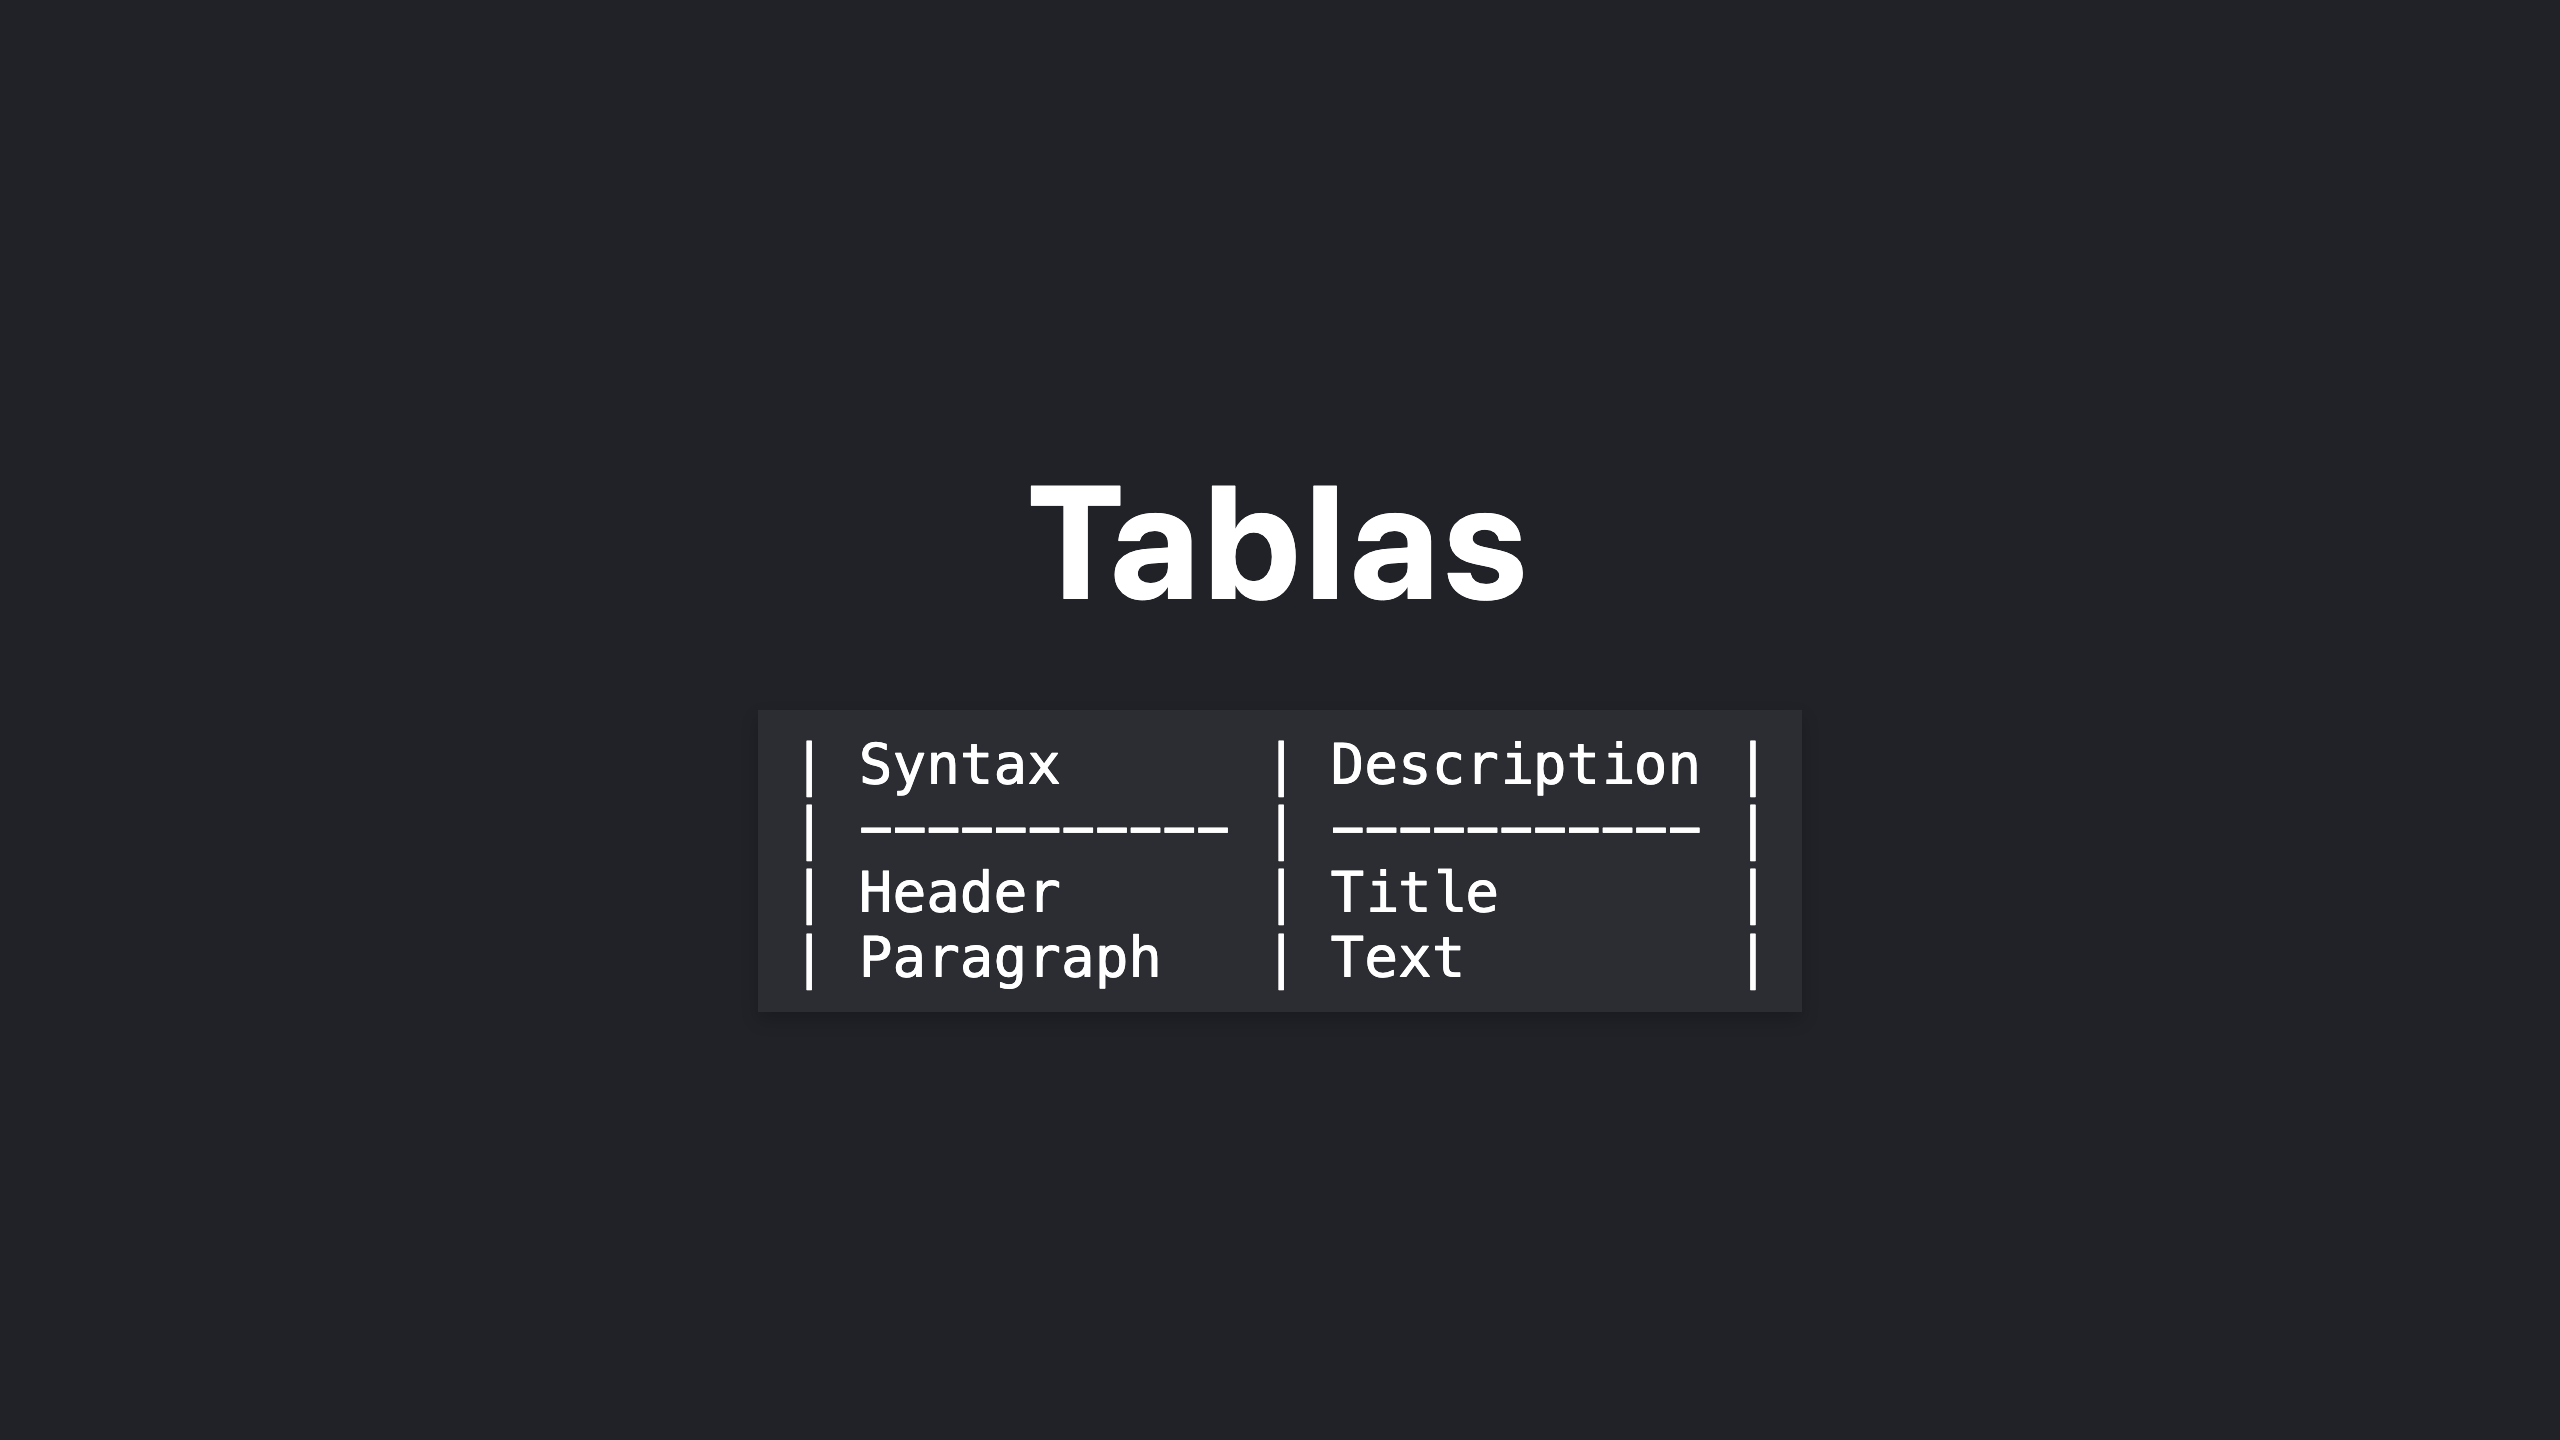 Tablas
| Syntax      | Description |
| ----------- | ----------- |
| Header      | Title       |
| Paragraph   | Text        |